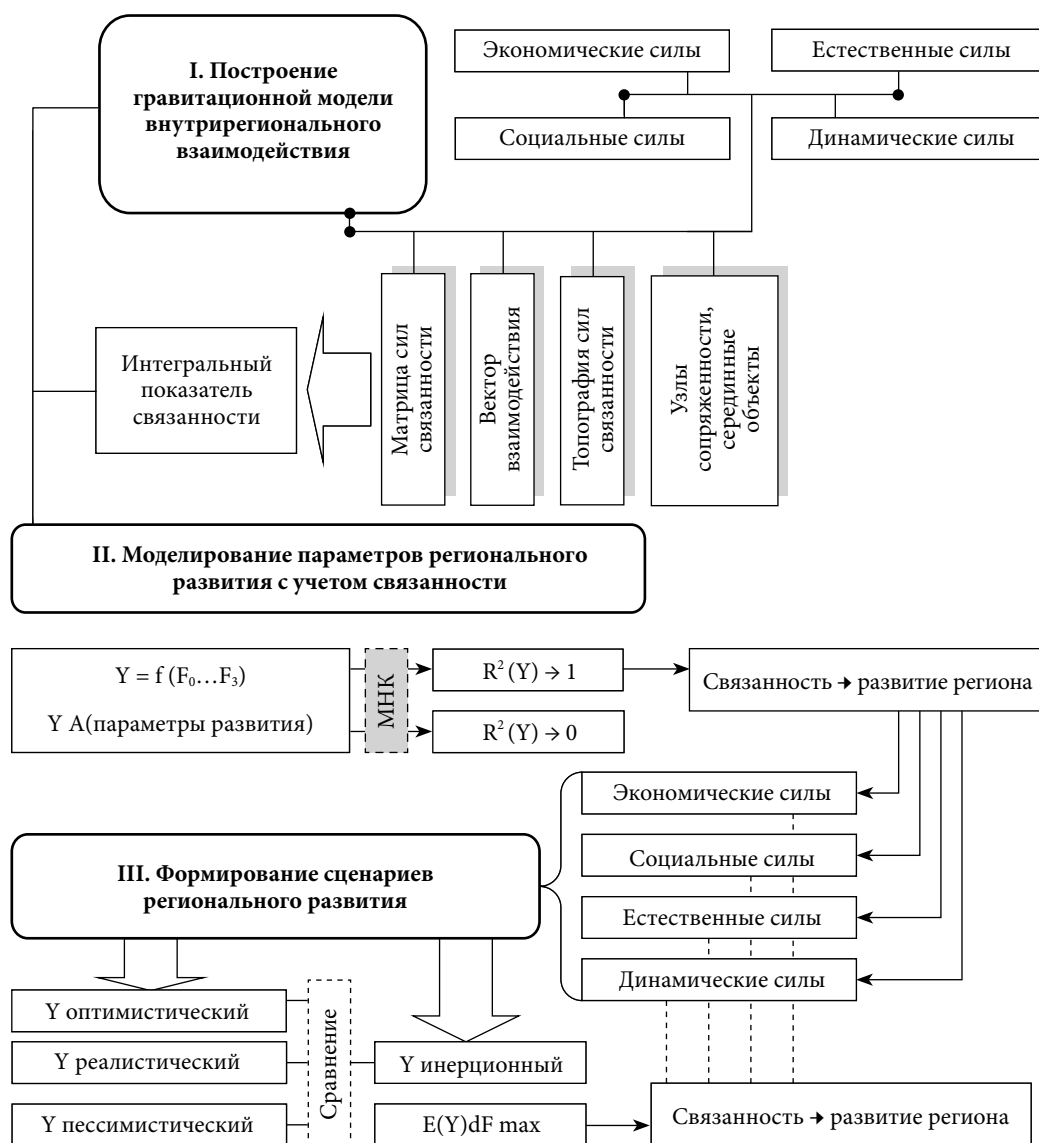 I. Построение
гравитационной модели
внутрирегионального
взаимодействия
Экономические силы
Естественные силы
Социальные силы
Динамические силы
Интегральный
показатель
связанности
Матрица сил
связанности
Вектор
взаимодействия
Топография сил
связанности
Узлы
сопряженности,
серединные
объекты
II. Моделирование параметров регионального
развития с учетом связанности
Y = f (F₀…F₃)
Y A(параметры развития)
МНК
R² (Y) → 1
R² (Y) → 0
Связанность → развитие региона
Экономические силы
Социальные силы
Естественные силы
Динамические силы
III. Формирование сценариев
регионального развития
Y оптимистический
Y реалистический
Y пессимистический
Сравнение
Y инерционный
E(Y)dF max
Связанность → развитие региона